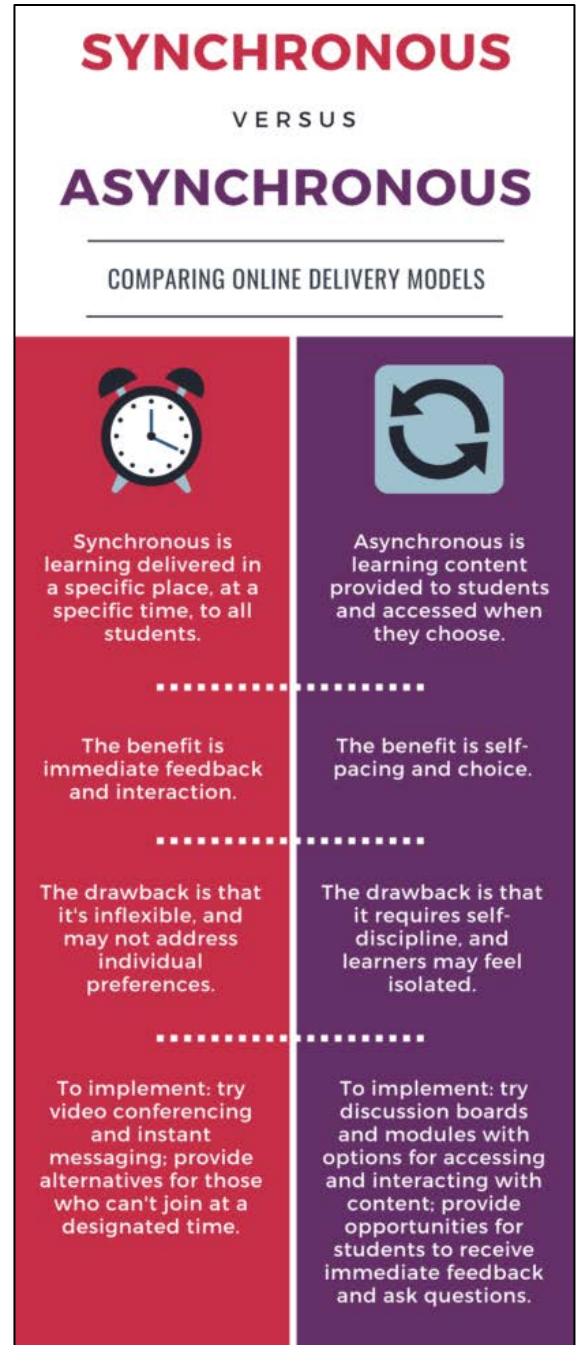 SYNCHRONOUS
VERSUS
ASYNCHRONOUS
COMPARING ONLINE DELIVERY MODELS
Synchronous is
learning delivered in
a specific place, at a
specific time, to all
students.
The benefit is
immediate feedback
and interaction.
The drawback is that
it's inflexible, and
may not address
individual
preferences.
To implement: try
video conferencing
and instant
messaging; provide
alternatives for those
who can't join at a
designated time.
Asynchronous is
learning content
provided to students
and accessed when
they choose.
The benefit is self-
pacing and choice.
The drawback is that
it requires self-
discipline, and
learners may feel
isolated.
To implement: try
discussion boards
and modules with
options for accessing
and interacting with
content; provide
opportunities for
students to receive
immediate feedback
and ask questions.